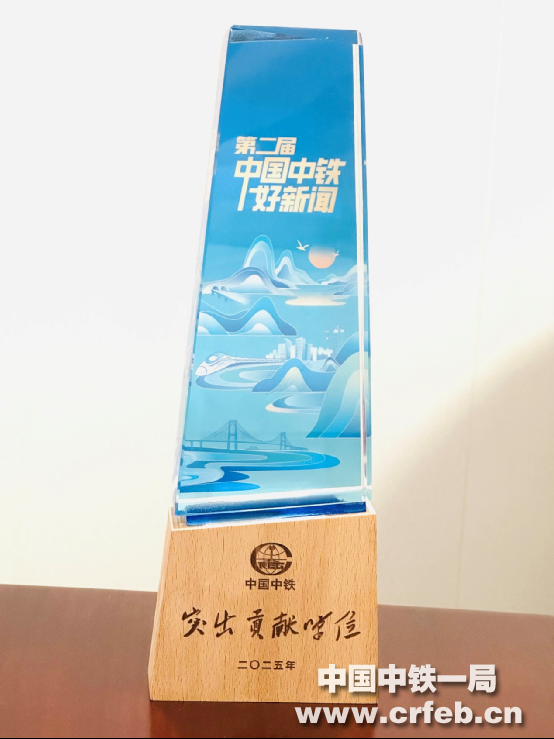 第二届
中国中铁
好新闻
中国中铁
突出贡献单位
二〇二五年
中国中铁一局
www.crfeb.cn